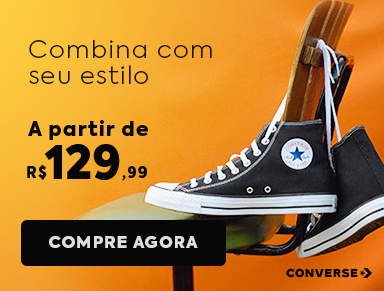 Combina com
seu estilo
A partir de
R$129,99
COMPRE AGORA
CONVERSE